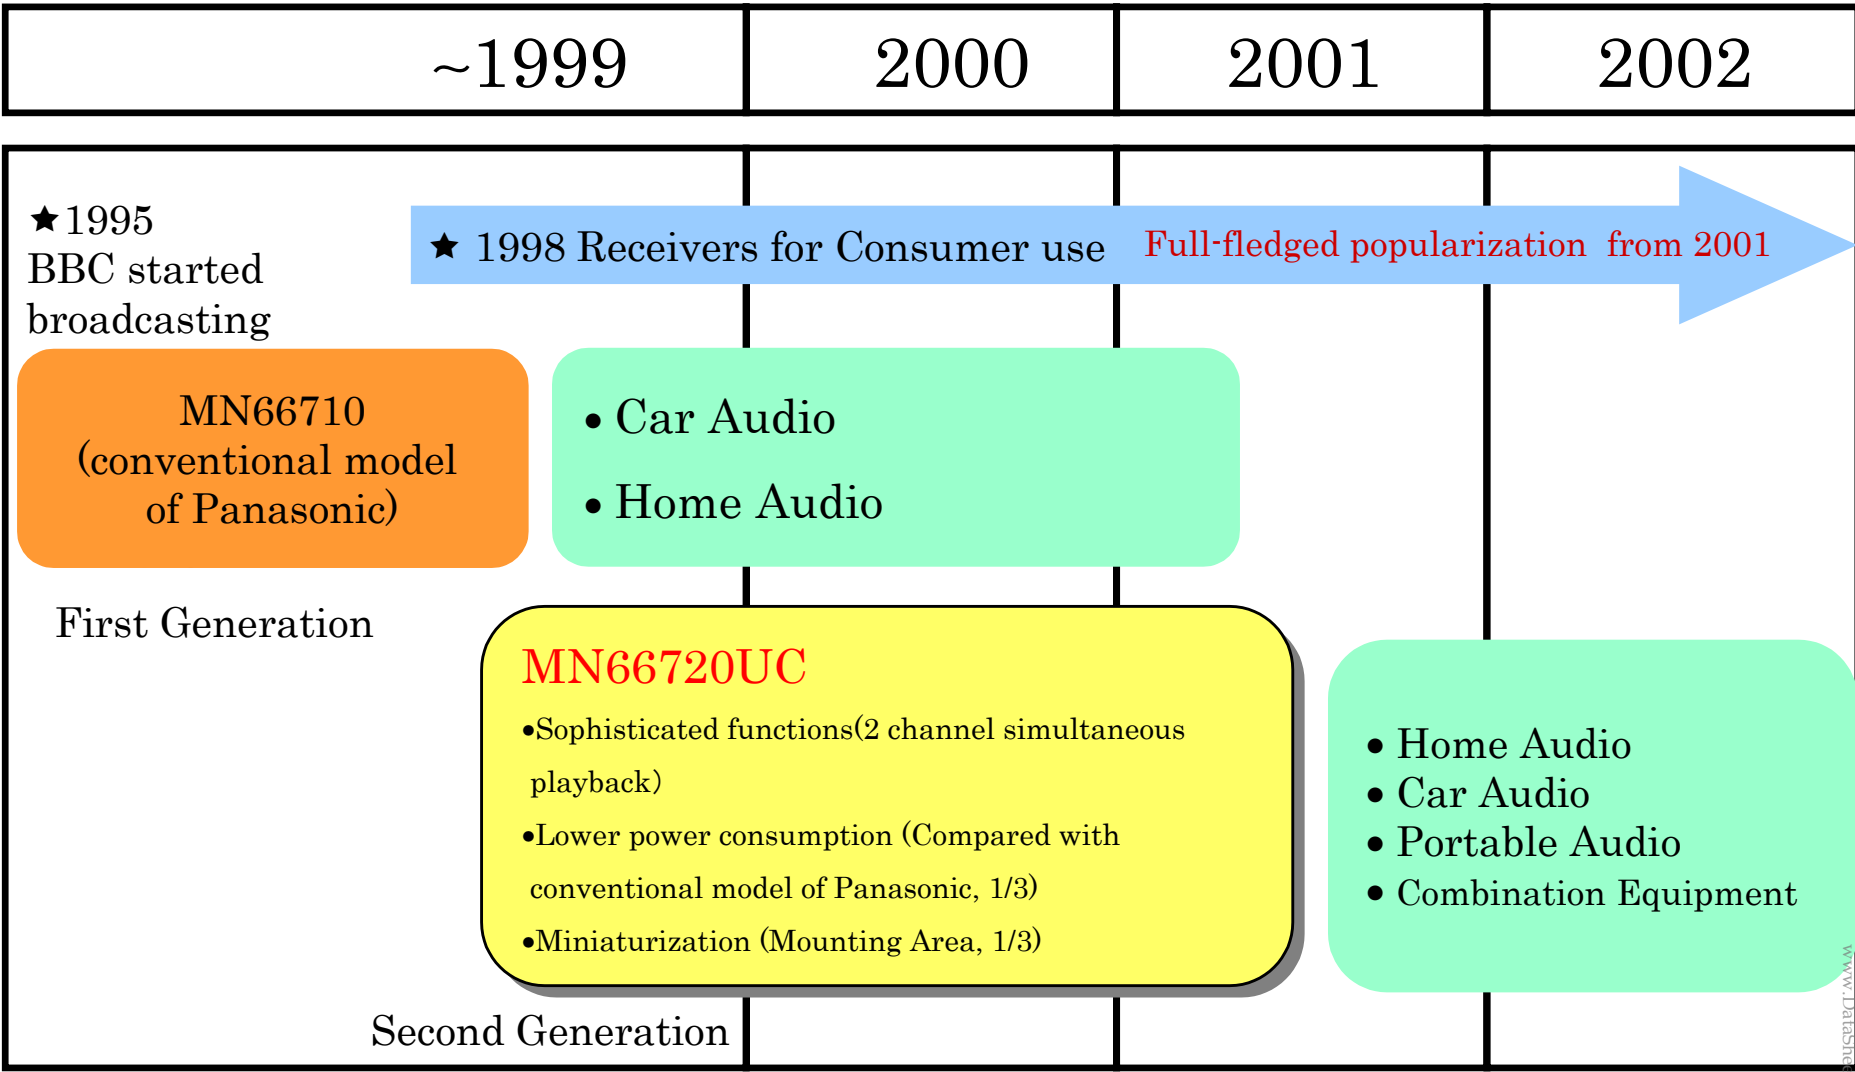 ~1999 2000 2001 2002
★1995
BBC started
broadcasting
★ 1998 Receivers for Consumer use Full-fledged popularization from 2001
MN66710
(conventional model
of Panasonic)
• Car Audio
• Home Audio
First Generation
MN66720UC
•Sophisticated functions(2 channel simultaneous
playback)
•Lower power consumption (Compared with
conventional model of Panasonic, 1/3)
•Miniaturization (Mounting Area, 1/3)
• Home Audio
• Car Audio
• Portable Audio
• Combination Equipment
Second Generation